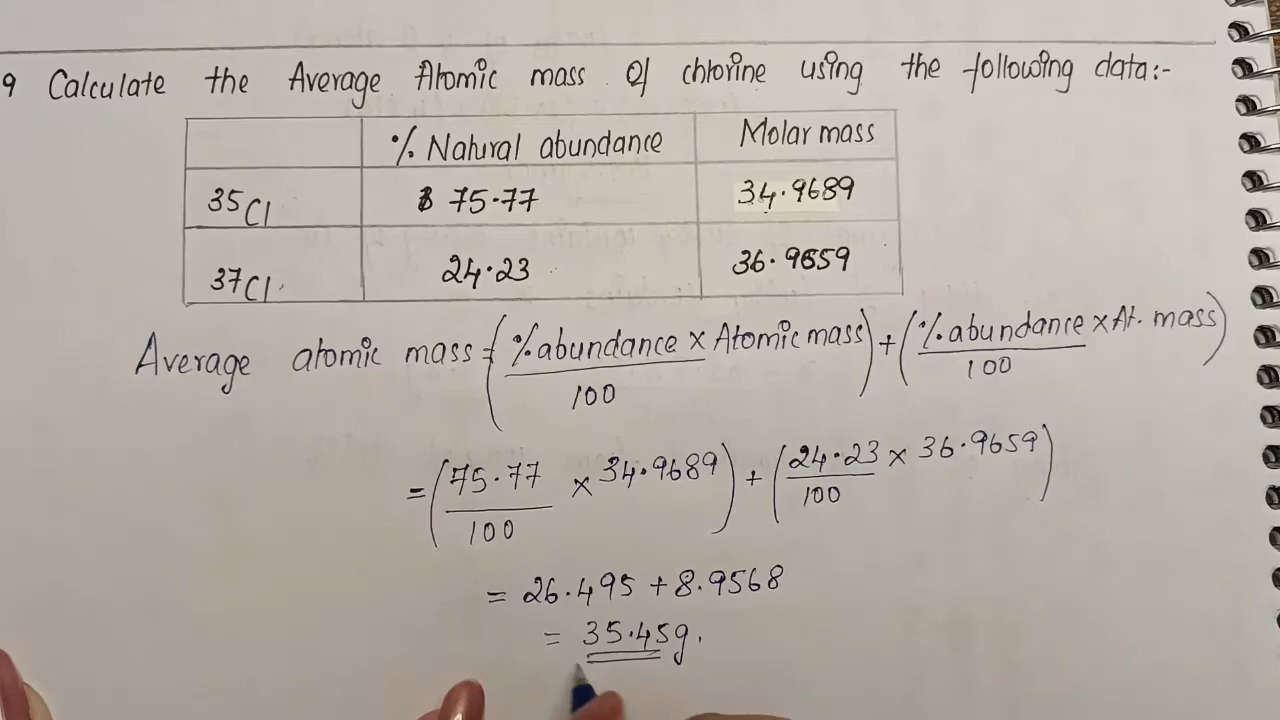 9 Calculate the Average Atomic mass of chlorine using the following data:-
% Natural abundance Molar mass
35Cl 75.77 34.9689
37Cl 24.23 36.9659
Average atomic mass = (% abundance/100 × Atomic mass) + (% abundance/100 × At. mass)
= (75.77/100 × 34.9689) + (24.23/100 × 36.9659)
= 26.495 + 8.9568
= 35.45g.